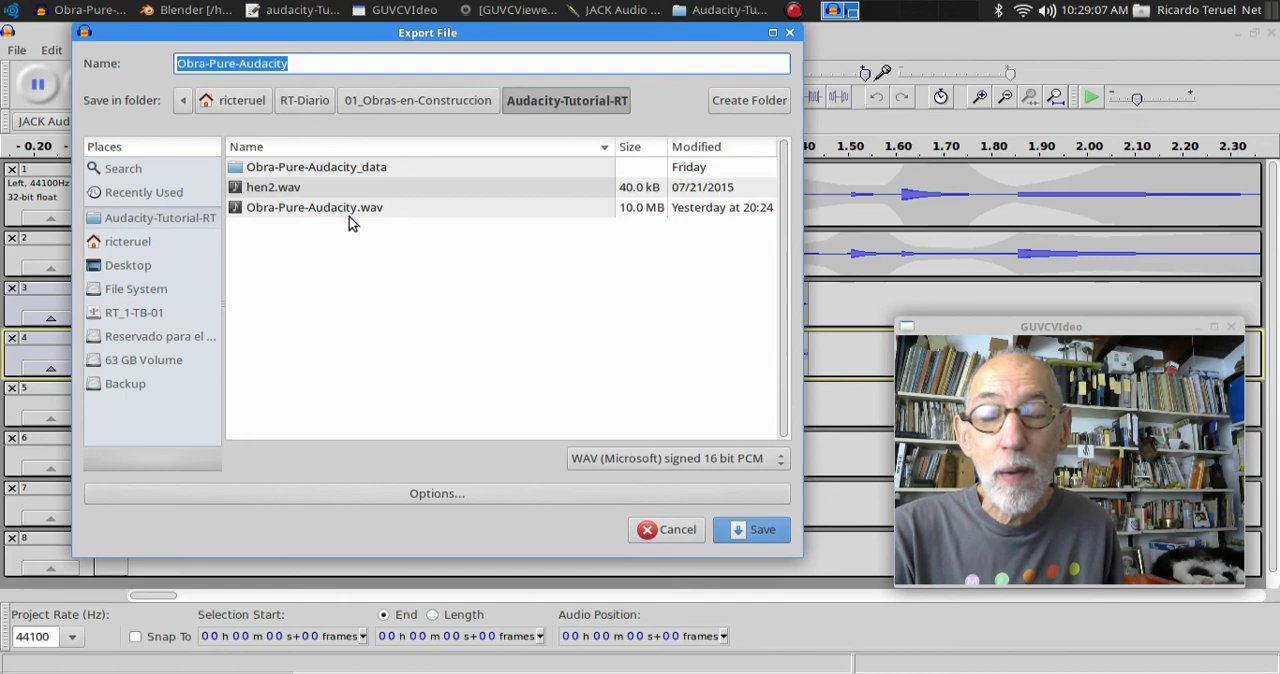 Obra-Pure-...
Blender [/h...
audacity-Tu...
GUVCVIdeo
[GUVCViewe...
JACK Audio ...
Audacity-Tu...
10:29:07 AM
Ricardo Teruel Net
File Edit
Export File
Name:
Obra-Pure-Audacity
Save in folder:
ricteruel
RT-Diario
01_Obras-en-Construccion
Audacity-Tutorial-RT
Create Folder
JACK Aud
- 0.20
1.50 1.60 1.70 1.80 1.90 2.00 2.10 2.20 2.30
Places
Search
Recently Used
Audacity-Tutorial-RT
ricteruel
Desktop
File System
RT_1-TB-01
Reservado para el ...
63 GB Volume
Backup
Name Size Modified
Obra-Pure-Audacity_data Friday
hen2.wav 40.0 kB 07/21/2015
Obra-Pure-Audacity.wav 10.0 MB Yesterday at 20:24
1
Left, 44100Hz
32-bit float
2
3
4
5
6
7
8
WAV (Microsoft) signed 16 bit PCM
Options...
Cancel
Save
GUVCVIdeo
Project Rate (Hz):
44100
Snap To
Selection Start:
End
Length
Audio Position:
00 h 00 m 00 s+00 frames
00 h 00 m 00 s+00 frames
00 h 00 m 00 s+00 frames